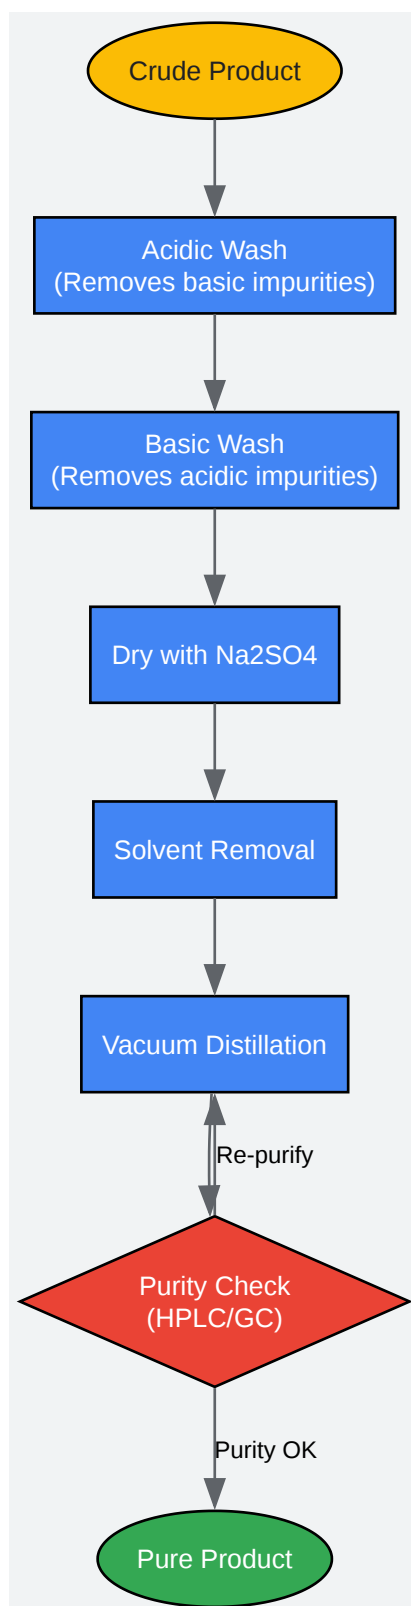 Crude Product
Acidic Wash
(Removes basic impurities)
Basic Wash
(Removes acidic impurities)
Dry with Na2SO4
Solvent Removal
Vacuum Distillation
Re-purify
Purity Check
(HPLC/GC)
Purity OK
Pure Product